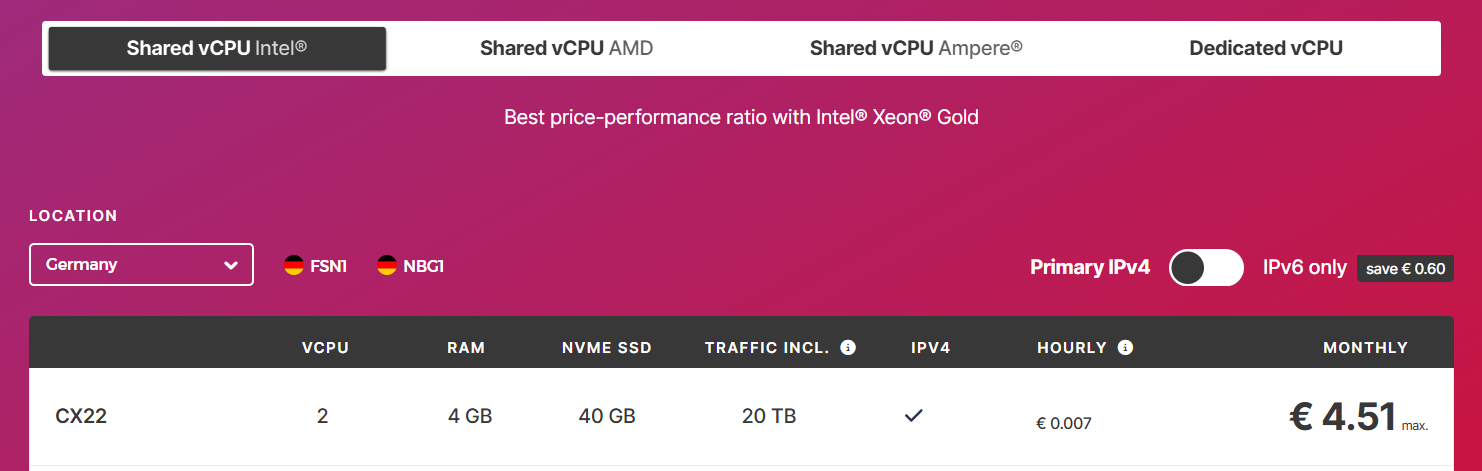 Shared vCPU Intel® Shared vCPU AMD Shared vCPU Ampere® Dedicated vCPU
Best price-performance ratio with Intel® Xeon® Gold
LOCATION
Germany FSN1 NBG1 Primary IPv4 IPv6 only save € 0.60
VCPU RAM NVME SSD TRAFFIC INCL. IPV4 HOURLY MONTHLY
CX22 2 4 GB 40 GB 20 TB € 0.007 € 4.51 max.